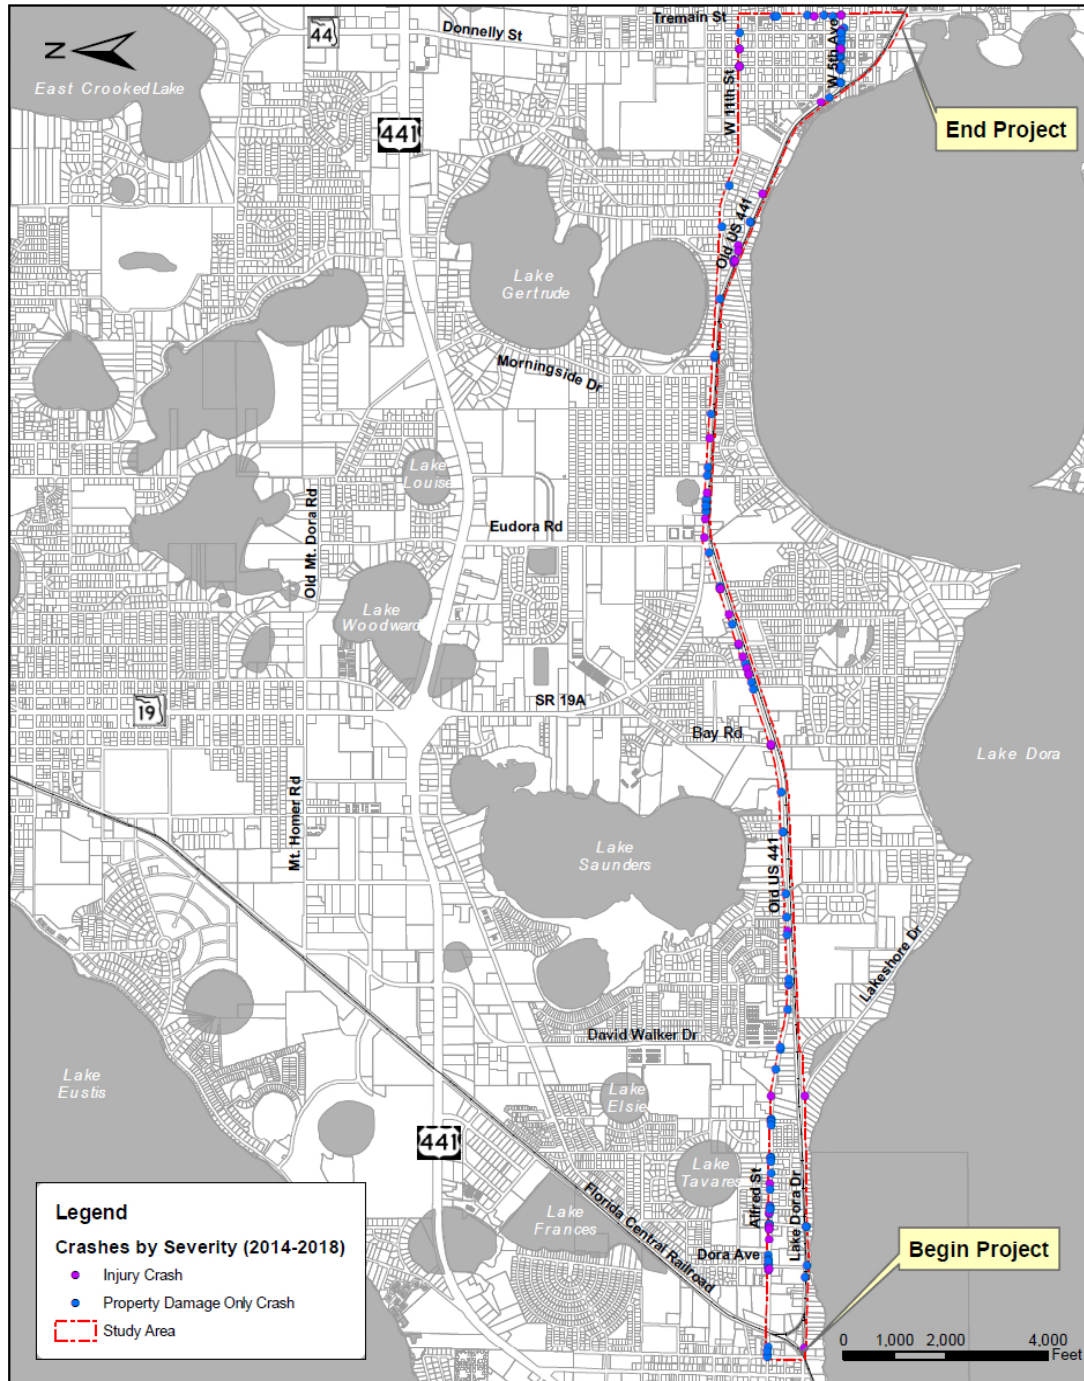 Tremain St
Donnelly St
44
N
W 5th Ave
East Crooked Lake
441
W 11th St
End Project
Old US 441
Lake
Gertrude
Morningside Dr
Lake
Louise
Old Mt. Dora Rd
Eudora Rd
Lake
Woodward
SR 19A
19
Bay Rd
Lake Dora
Mt. Homer Rd
Lake
Saunders
Old US 441
Lakeshore Dr
David Walker Dr
Lake
Eustis
Lake
Elsie
441
Lake
Tavares
Alfred St
Lake Dora Dr
Florida Central Railroad
Lake
Frances
Dora Ave
Begin Project
Legend
Crashes by Severity (2014-2018)
Injury Crash
Property Damage Only Crash
Study Area
0 1,000 2,000 4,000
Feet